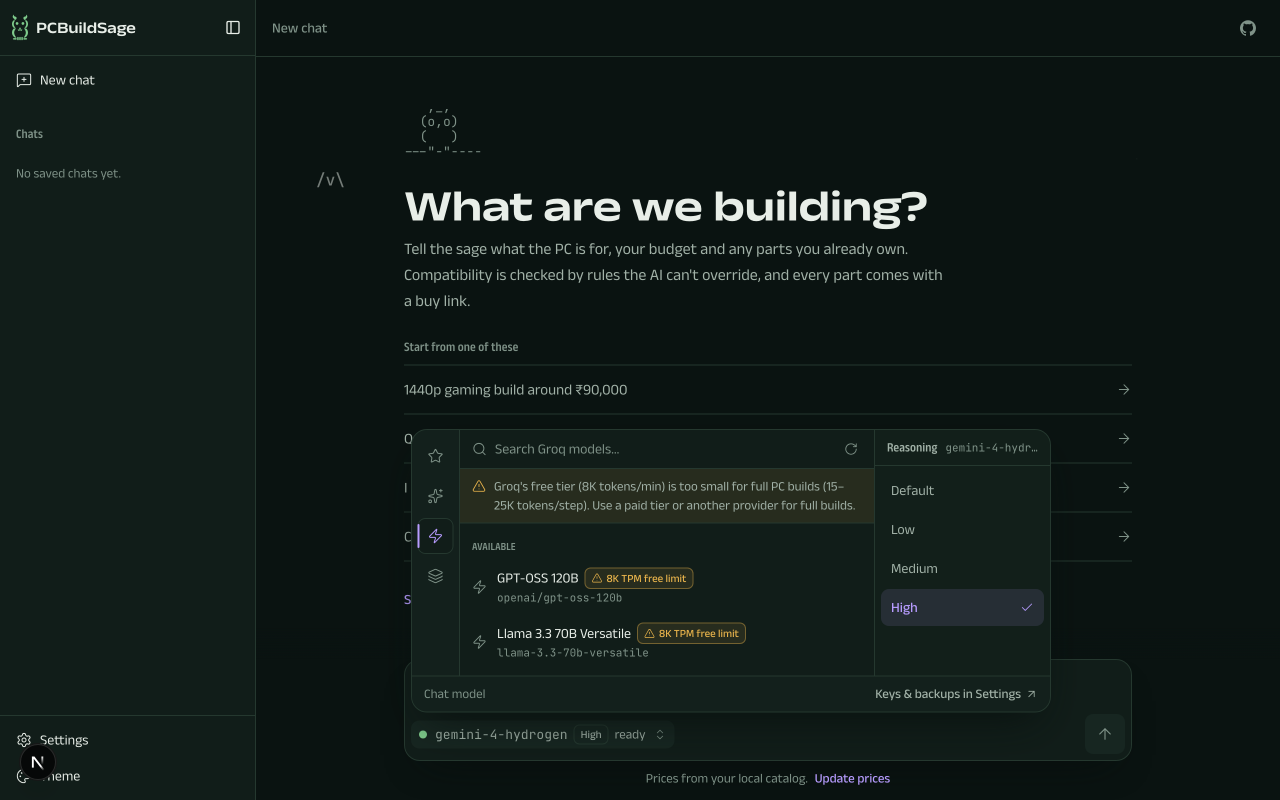 PCBuildSage
New chat
New chat
Chats
No saved chats yet.
,_,
(o,o)
(   )
---"-"----
/v\
What are we building?
Tell the sage what the PC is for, your budget and any parts you already own.
Compatibility is checked by rules the AI can't override, and every part comes with
a buy link.
Start from one of these
1440p gaming build around ₹90,000
Search Groq models...
Reasoning gemini-4-hydr…
Groq's free tier (8K tokens/min) is too small for full PC builds (15–
25K tokens/step). Use a paid tier or another provider for full builds.
AVAILABLE
GPT-OSS 120B 8K TPM free limit
openai/gpt-oss-120b
Llama 3.3 70B Versatile 8K TPM free limit
llama-3.3-70b-versatile
Default
Low
Medium
High
Chat model
Keys & backups in Settings
gemini-4-hydrogen High ready
Prices from your local catalog. Update prices
Settings
N